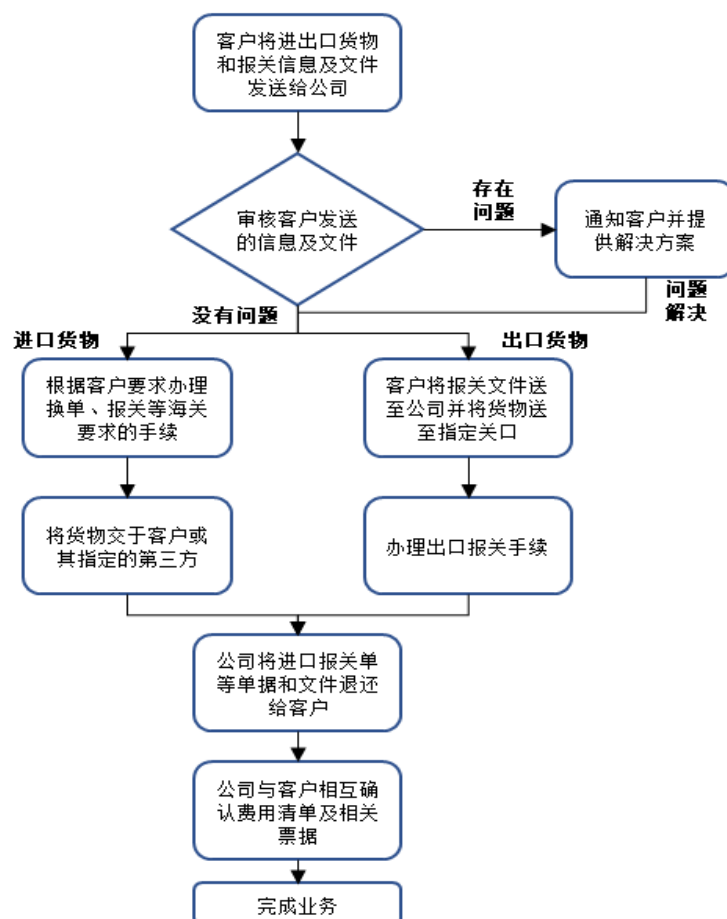 客户将进出口货物
和报关信息及文件
发送给公司
审核客户发送
的信息及文件
存在
问题
通知客户并提
供解决方案
问题
解决
没有问题
进口货物
出口货物
根据客户要求办理
换单、报关等海关
要求的手续
客户将报关文件送
至公司并将货物送
至指定关口
将货物交于客户或
其指定的第三方
办理出口报关手续
公司将进口报关单
等单据和文件退还
给客户
公司与客户相互确
认费用清单及相关
票据
完成业务